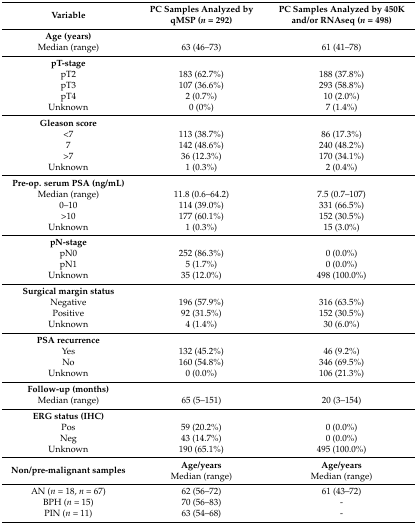 Variable PC Samples Analyzed by qMSP (n = 292) PC Samples Analyzed by 450K and/or RNAseq (n = 498)
Age (years)
Median (range) 63 (46–73) 61 (41–78)
pT-stage
pT2 183 (62.7%) 188 (37.8%)
pT3 107 (36.6%) 293 (58.8%)
pT4 2 (0.7%) 10 (2.0%)
Unknown 0 (0%) 7 (1.4%)
Gleason score
<7 113 (38.7%) 86 (17.3%)
7 142 (48.6%) 240 (48.2%)
>7 36 (12.3%) 170 (34.1%)
Unknown 1 (0.3%) 2 (0.4%)
Pre-op. serum PSA (ng/mL)
Median (range) 11.8 (0.6–64.2) 7.5 (0.7–107)
0–10 114 (39.0%) 331 (66.5%)
>10 177 (60.1%) 152 (30.5%)
Unknown 1 (0.3%) 15 (3.0%)
pN-stage
pN0 252 (86.3%) 0 (0.0%)
pN1 5 (1.7%) 0 (0.0%)
Unknown 35 (12.0%) 498 (100.0%)
Surgical margin status
Negative 196 (57.9%) 316 (63.5%)
Positive 92 (31.5%) 152 (30.5%)
Unknown 4 (1.4%) 30 (6.0%)
PSA recurrence
Yes 132 (45.2%) 46 (9.2%)
No 160 (54.8%) 346 (69.5%)
Unknown 0 (0.0%) 106 (21.3%)
Follow-up (months)
Median (range) 65 (5–151) 20 (3–154)
ERG status (IHC)
Pos 59 (20.2%) 0 (0.0%)
Neg 43 (14.7%) 0 (0.0%)
Unknown 190 (65.1%) 495 (100.0%)
Non/pre-malignant samples Age/years Age/years
Median (range) Median (range)
AN (n = 18, n = 67) 62 (56–72) 61 (43–72)
BPH (n = 15) 70 (56–83) -
PIN (n = 11) 63 (54–68) -